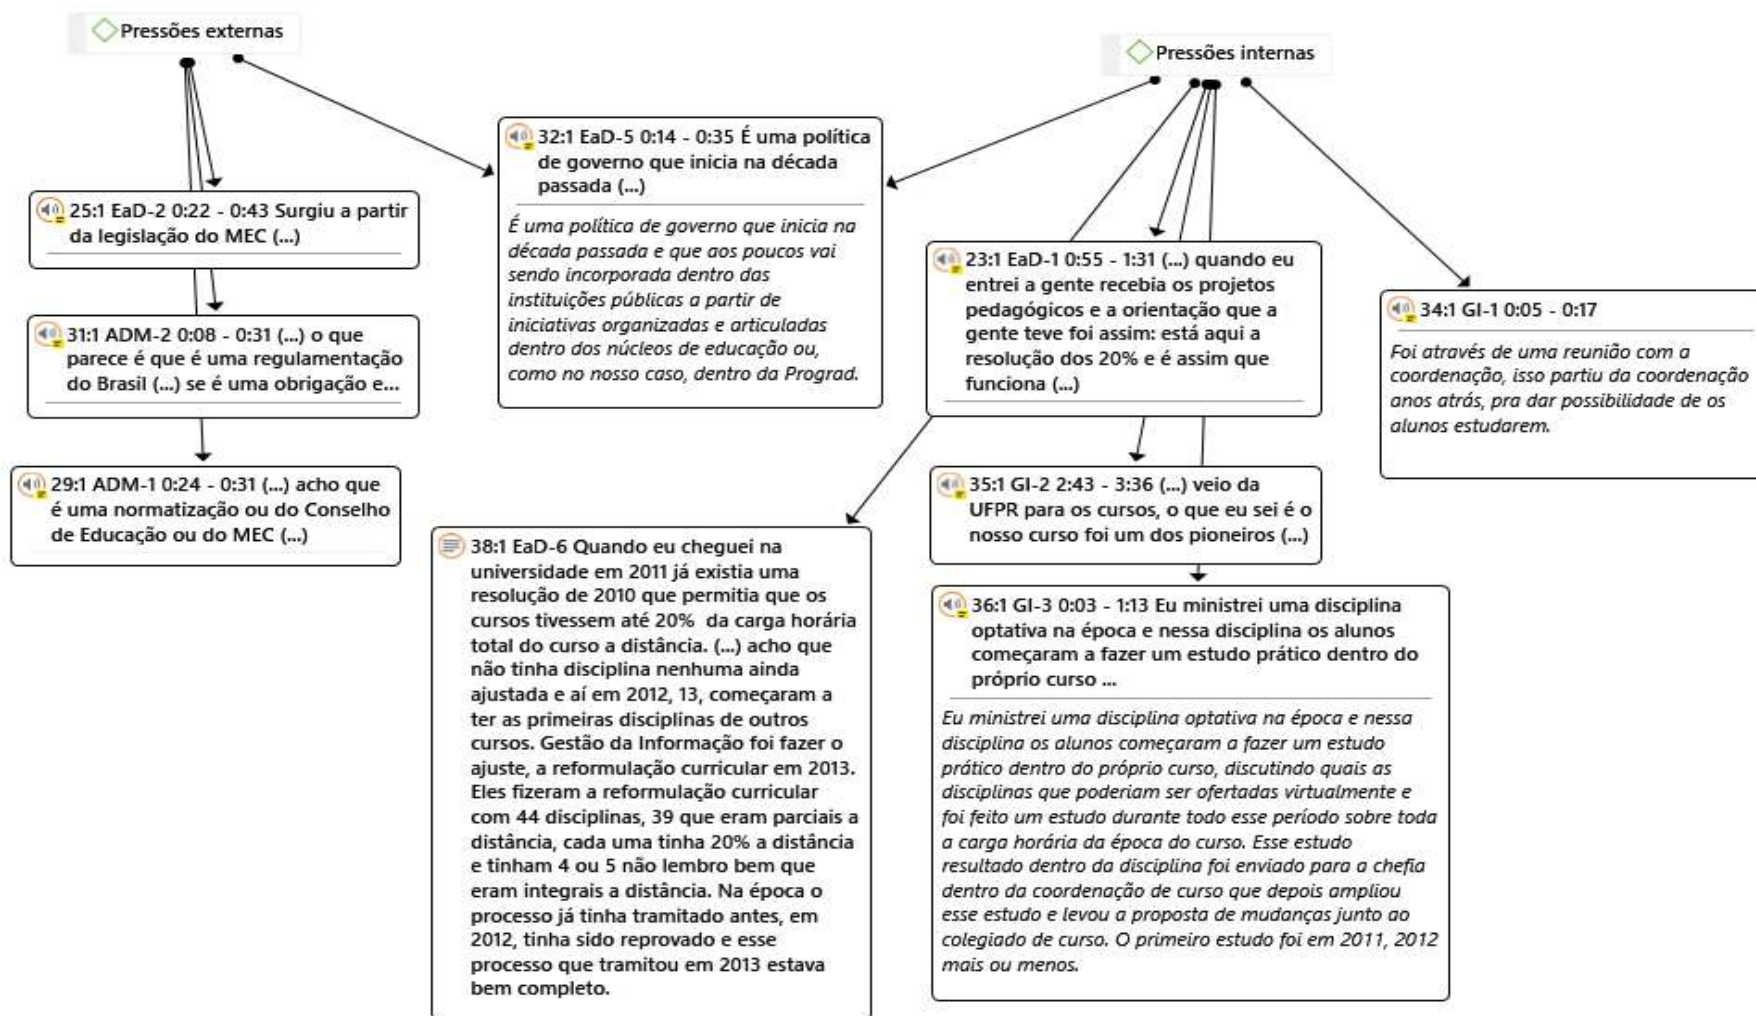 Pressões externas
Pressões internas
32:1 EaD-5 0:14 - 0:35 É uma política
de governo que inicia na década
passada (...)
É uma política de governo que inicia na
década passada e que aos poucos vai
sendo incorporada dentro das
instituições públicas a partir de
iniciativas organizadas e articuladas
dentro dos núcleos de educação ou,
como no nosso caso, dentro da Prograd.
25:1 EaD-2 0:22 - 0:43 Surgiu a partir
da legislação do MEC (...)
31:1 ADM-2 0:08 - 0:31 (...) o que
parece é que é uma regulamentação
do Brasil (...) se é uma obrigação e...
29:1 ADM-1 0:24 - 0:31 (...) acho que
é uma normatização ou do Conselho
de Educação ou do MEC (...)
23:1 EaD-1 0:55 - 1:31 (...) quando eu
entrei a gente recebia os projetos
pedagógicos e a orientação que a
gente teve foi assim: está aqui a
resolução dos 20% e é assim que
funciona (...)
34:1 GI-1 0:05 - 0:17
Foi através de uma reunião com a
coordenação, isso partiu da coordenação
anos atrás, pra dar possibilidade de os
alunos estudarem.
35:1 GI-2 2:43 - 3:36 (...) veio da
UFPR para os cursos, o que eu sei é o
nosso curso foi um dos pioneiros (...)
38:1 EaD-6 Quando eu cheguei na
universidade em 2011 já existia uma
resolução de 2010 que permitia que os
cursos tivessem até 20% da carga horária
total do curso a distância. (...) acho que
não tinha disciplina nenhuma ainda
ajustada e aí em 2012, 13, começaram a
ter as primeiras disciplinas de outros
cursos. Gestão da Informação foi fazer o
ajuste, a reformulação curricular em 2013.
Eles fizeram a reformulação curricular
com 44 disciplinas, 39 que eram parciais a
distância, cada uma tinha 20% a distância
e tinham 4 ou 5 não lembro bem que
eram integrais a distância. Na época o
processo já tinha tramitado antes, em
2012, tinha sido reprovado e esse
processo que tramitou em 2013 estava
bem completo.
36:1 GI-3 0:03 - 1:13 Eu ministrei uma disciplina
optativa na época e nessa disciplina os alunos
começaram a fazer um estudo prático dentro do
próprio curso ...
Eu ministrei uma disciplina optativa na época e nessa
disciplina os alunos começaram a fazer um estudo
prático dentro do próprio curso, discutindo quais as
disciplinas que poderiam ser ofertadas virtualmente e
foi feito um estudo durante todo esse período sobre toda
a carga horária da época do curso. Esse estudo
resultado dentro da disciplina foi enviado para a chefia
dentro da coordenação de curso que depois ampliou
esse estudo e levou a proposta de mudanças junto ao
colegiado de curso. O primeiro estudo foi em 2011, 2012
mais ou menos.